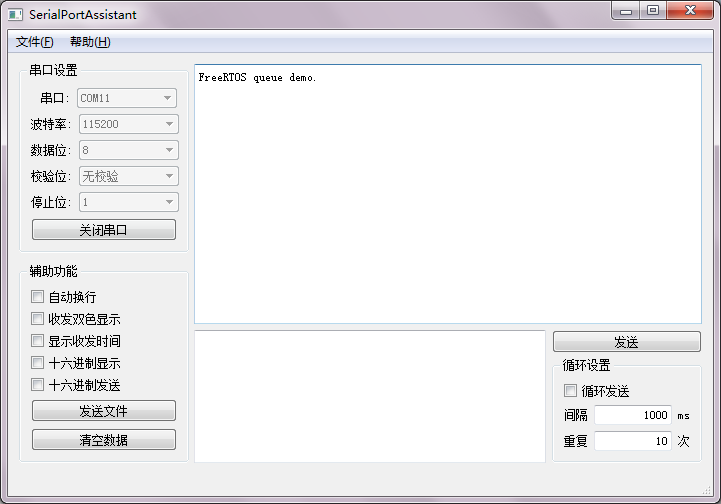 SerialPortAssistant
文件(F) 帮助(H)
串口设置
串口: COM11
波特率: 115200
数据位: 8
校验位: 无校验
停止位: 1
关闭串口
辅助功能
自动换行
收发双色显示
显示收发时间
十六进制显示
十六进制发送
发送文件
清空数据
FreeRTOS queue demo.
发送
循环设置
循环发送
间隔 1000 ms
重复 10 次